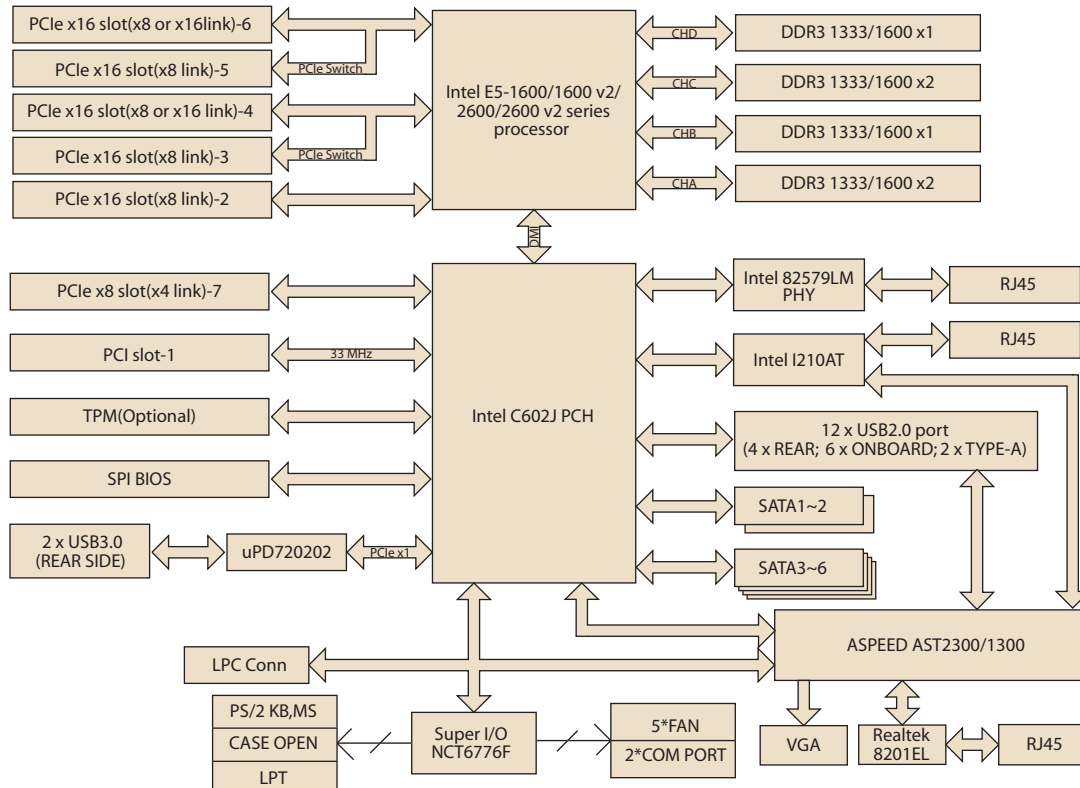 PCIe x16 slot(x8 or x16link)-6
PCIe x16 slot(x8 link)-5
PCIe Switch
PCIe x16 slot(x8 or x16 link)-4
PCIe x16 slot(x8 link)-3
PCIe Switch
PCIe x16 slot(x8 link)-2
Intel E5-1600/1600 v2/
2600/2600 v2 series
processor
CHD
DDR3 1333/1600 x1
CHC
DDR3 1333/1600 x2
CHB
DDR3 1333/1600 x1
CHA
DDR3 1333/1600 x2
DMI
PCIe x8 slot(x4 link)-7
PCI slot-1
33 MHz
TPM(Optional)
SPI BIOS
2 x USB3.0
(REAR SIDE)
uPD720202
PCIe x1
Intel C602J PCH
Intel 82579LM
PHY
RJ45
Intel I210AT
RJ45
12 x USB2.0 port
(4 x REAR; 6 x ONBOARD; 2 x TYPE-A)
SATA1~2
SATA3~6
ASPEED AST2300/1300
LPC Conn
PS/2 KB,MS
CASE OPEN
LPT
Super I/O
NCT6776F
5*FAN
2*COM PORT
VGA
Realtek
8201EL
RJ45